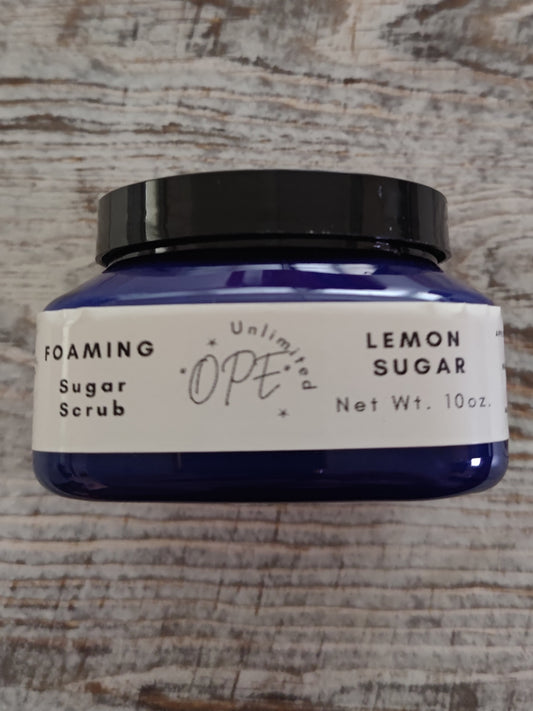 FOAMING
Sugar
Scrub
Unlimited
OPE
LEMON
SUGAR
Net Wt. 10oz.